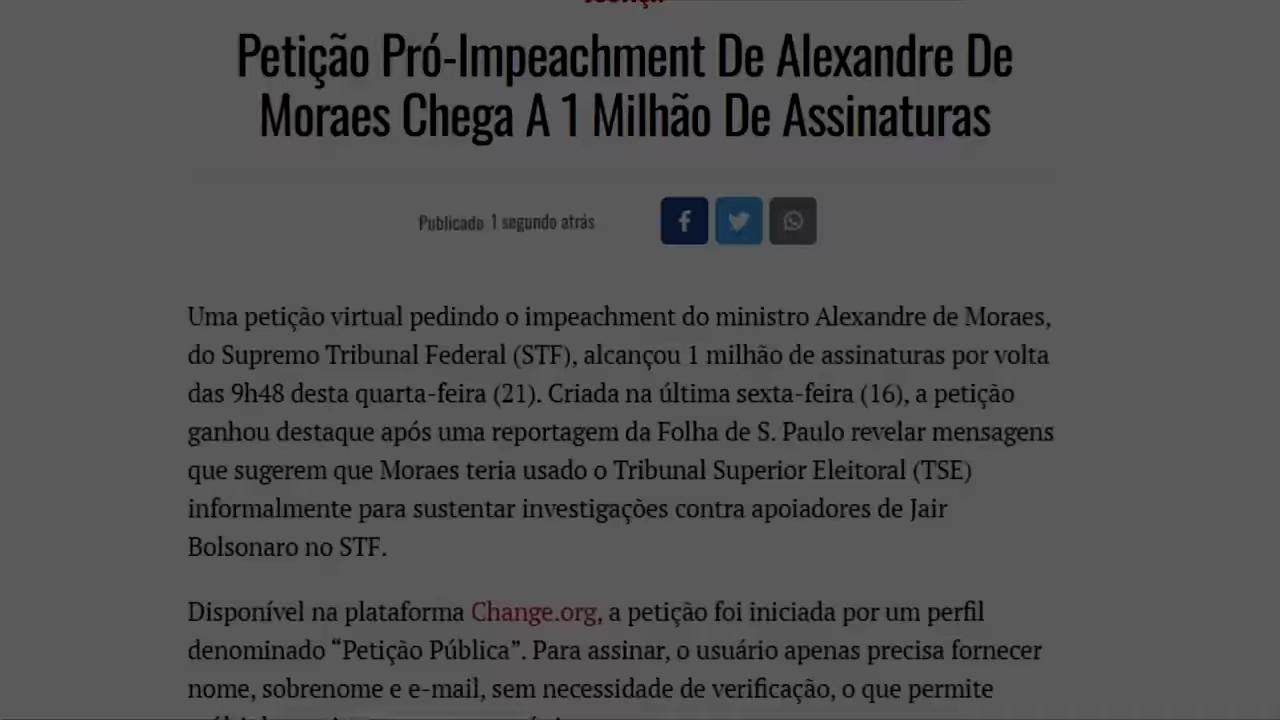 Petição Pró-Impeachment De Alexandre De
Moraes Chega A 1 Milhão De Assinaturas
Publicado 1 segundo atrás
Uma petição virtual pedindo o impeachment do ministro Alexandre de Moraes,
do Supremo Tribunal Federal (STF), alcançou 1 milhão de assinaturas por volta
das 9h48 desta quarta-feira (21). Criada na última sexta-feira (16), a petição
ganhou destaque após uma reportagem da Folha de S. Paulo revelar mensagens
que sugerem que Moraes teria usado o Tribunal Superior Eleitoral (TSE)
informalmente para sustentar investigações contra apoiadores de Jair
Bolsonaro no STF.
Disponível na plataforma Change.org, a petição foi iniciada por um perfil
denominado “Petição Pública”. Para assinar, o usuário apenas precisa fornecer
nome, sobrenome e e-mail, sem necessidade de verificação, o que permite